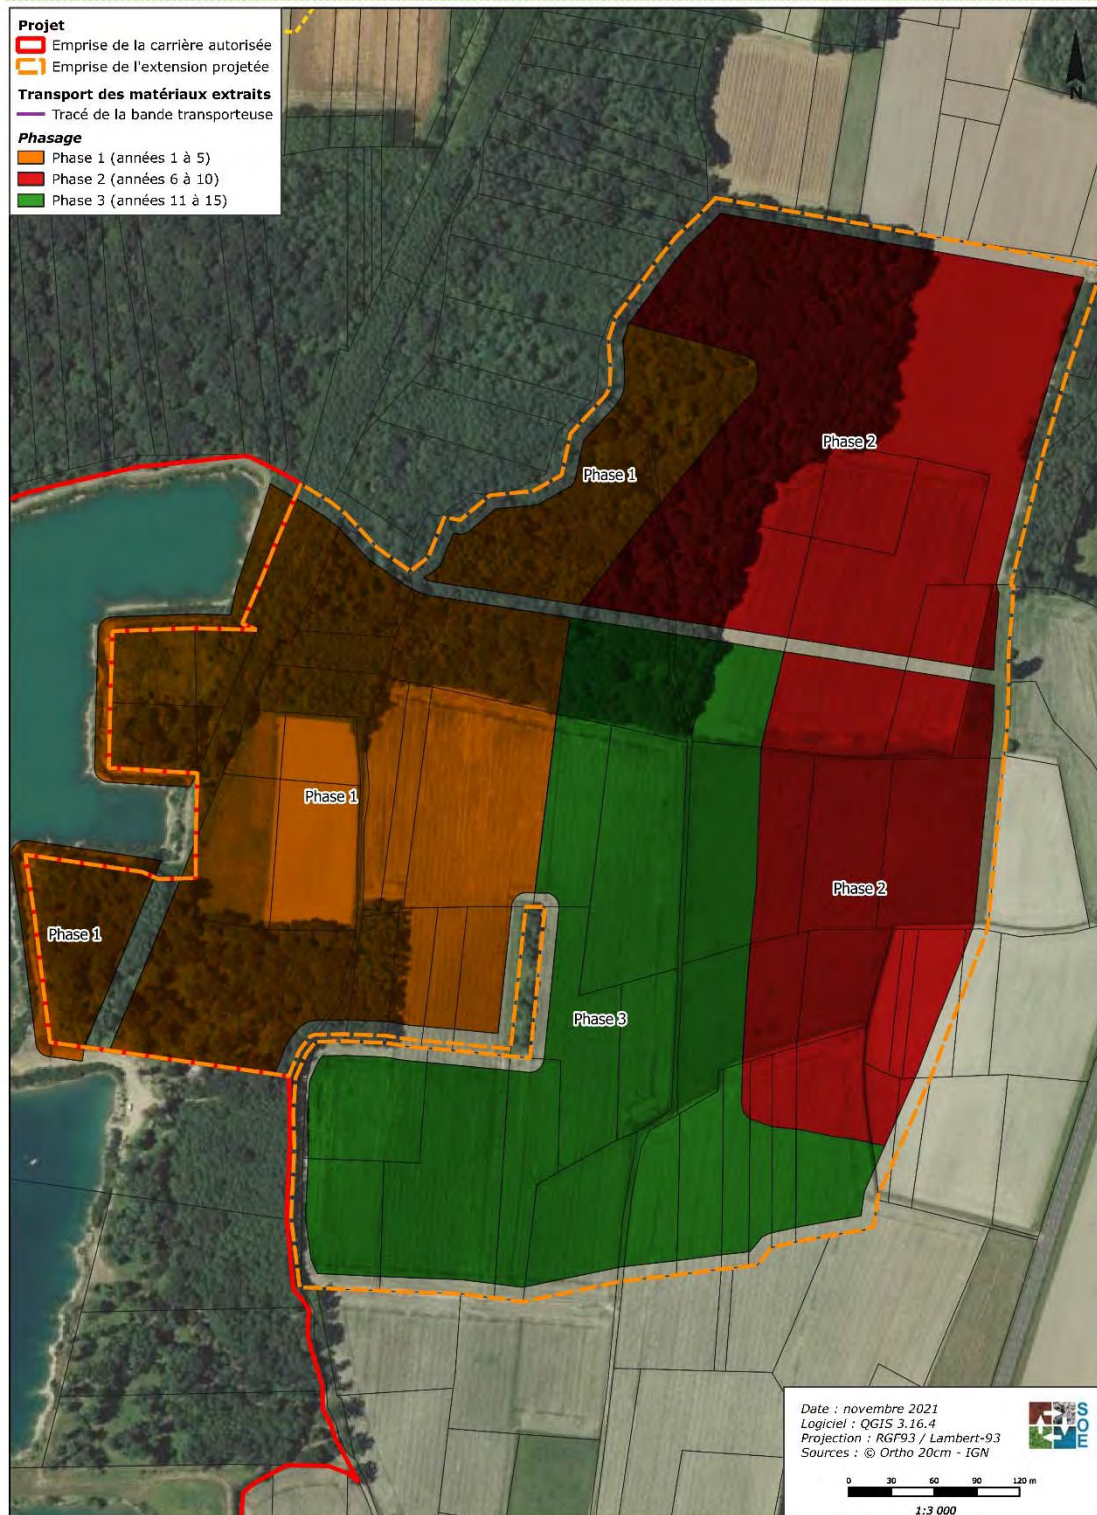 Projet
Emprise de la carrière autorisée
Emprise de l'extension projetée
Transport des matériaux extraits
Tracé de la bande transporteuse
Phasage
Phase 1 (années 1 à 5)
Phase 2 (années 6 à 10)
Phase 3 (années 11 à 15)
N
Phase 2
Phase 1
Phase 1
Phase 2
Phase 1
Phase 3
Date : novembre 2021
Logiciel : QGIS 3.16.4
Projection : RGF93 / Lambert-93
Sources : © Ortho 20cm - IGN
SOE
0 30 60 90 120 m
1:3 000